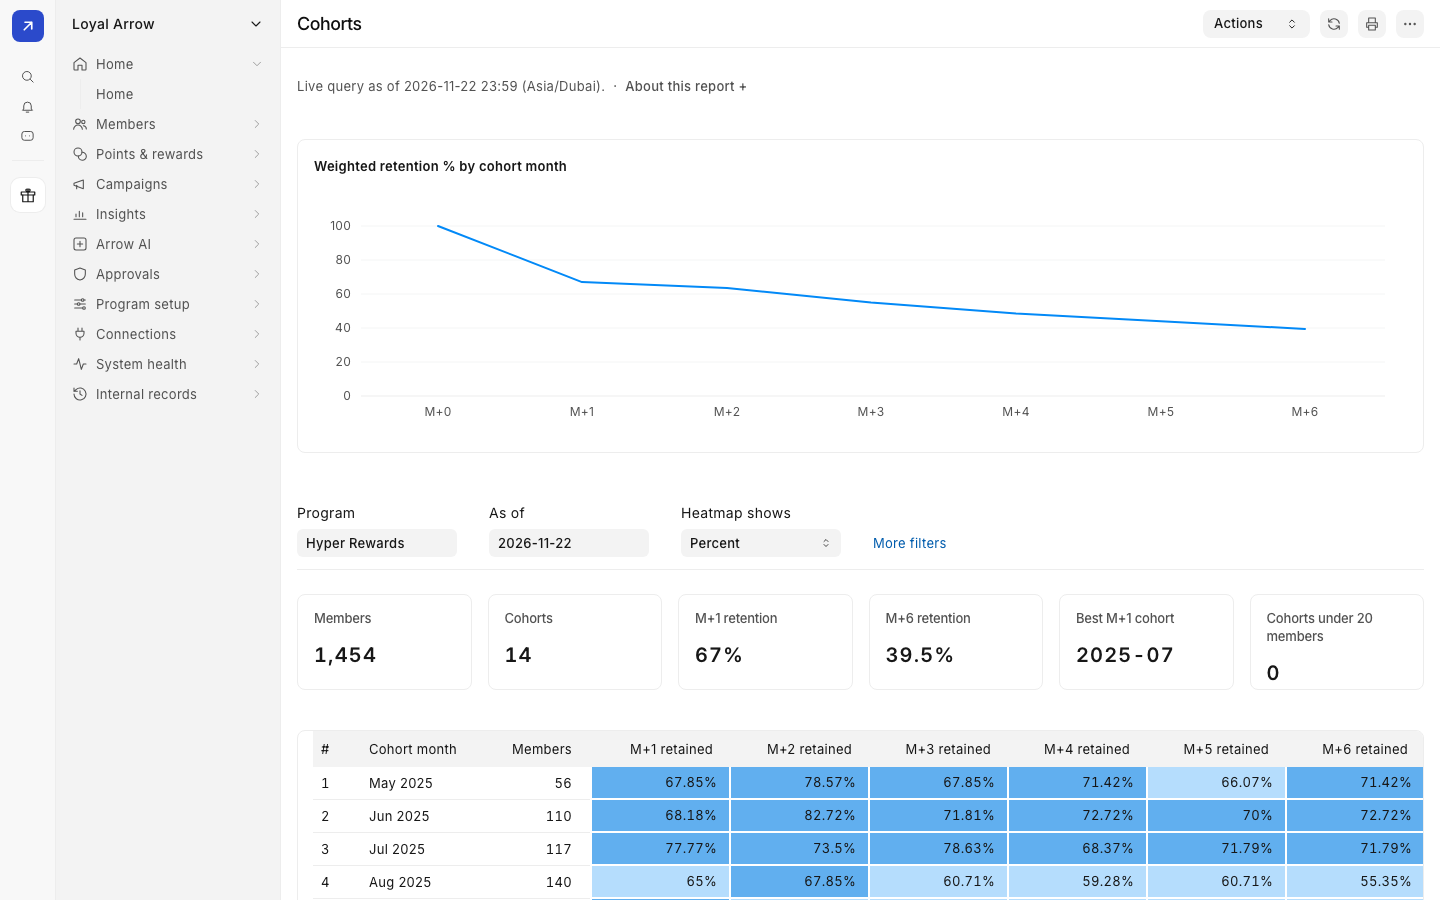 Loyal Arrow
Home
Home
Members
Points & rewards
Campaigns
Insights
Arrow AI
Approvals
Program setup
Connections
System health
Internal records
Cohorts
Actions
Live query as of 2026-11-22 23:59 (Asia/Dubai). · About this report +
Weighted retention % by cohort month
100
80
60
40
20
0
M+0 M+1 M+2 M+3 M+4 M+5 M+6
Program As of Heatmap shows
Hyper Rewards 2026-11-22 Percent More filters
Members
1,454
Cohorts
14
M+1 retention
67%
M+6 retention
39.5%
Best M+1 cohort
2025-07
Cohorts under 20
members
0
# Cohort month Members M+1 retained M+2 retained M+3 retained M+4 retained M+5 retained M+6 retained
1 May 2025 56 67.85% 78.57% 67.85% 71.42% 66.07% 71.42%
2 Jun 2025 110 68.18% 82.72% 71.81% 72.72% 70% 72.72%
3 Jul 2025 117 77.77% 73.5% 78.63% 68.37% 71.79% 71.79%
4 Aug 2025 140 65% 67.85% 60.71% 59.28% 60.71% 55.35%